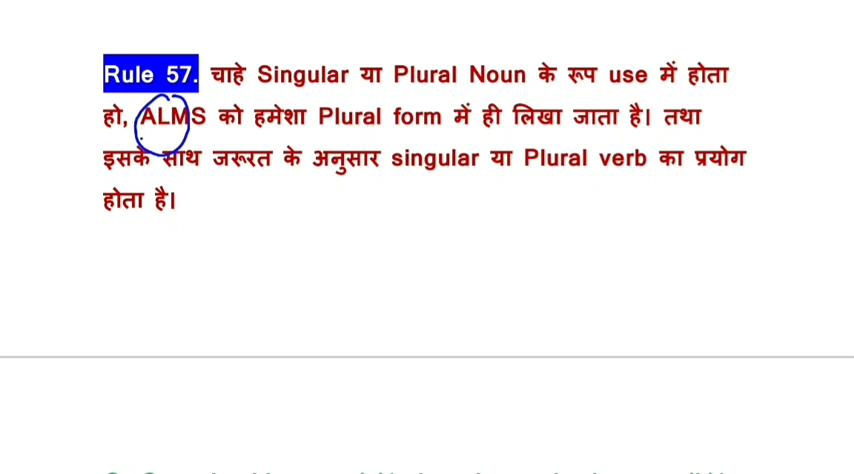 Rule 57. चाहे Singular या Plural Noun के रूप use में होता
हो, ALMS को हमेशा Plural form में ही लिखा जाता है। तथा
इसके साथ जरूरत के अनुसार singular या Plural verb का प्रयोग
होता है।